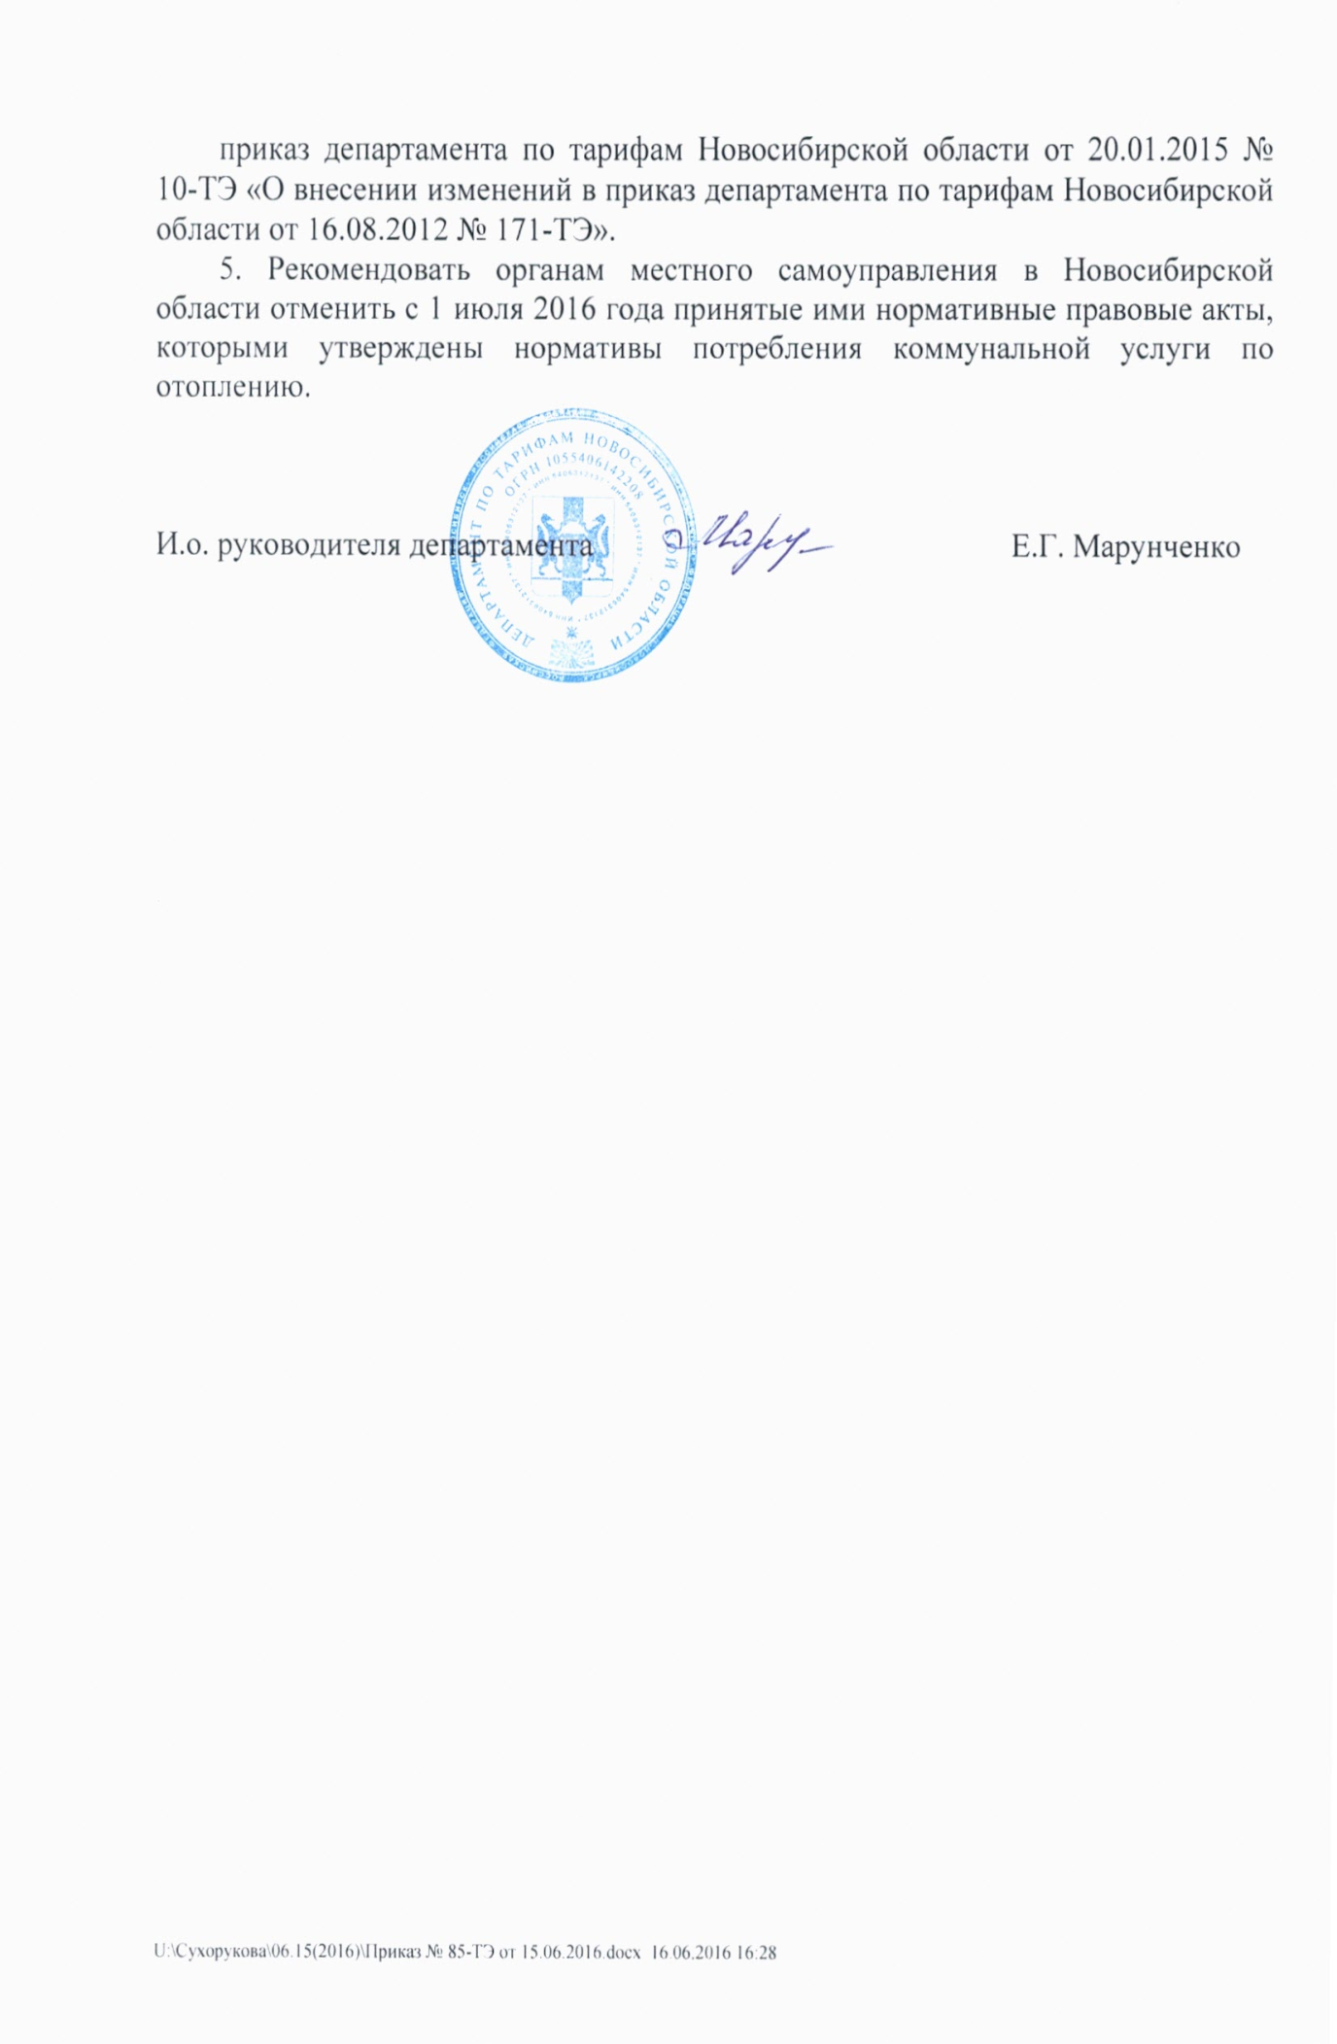 приказ департамента по тарифам Новосибирской области от 20.01.2015 №
10-ТЭ «О внесении изменений в приказ департамента по тарифам Новосибирской
области от 16.08.2012 № 171-ТЭ».
5. Рекомендовать органам местного самоуправления в Новосибирской
области отменить с 1 июля 2016 года принятые ими нормативные правовые акты,
которыми утверждены нормативы потребления коммунальной услуги по
отоплению.
ДЕПАРТАМЕНТ ПО ТАРИФАМ НОВОСИБИРСКОЙ ОБЛАСТИ
ОГРН 1055406142208
И.о. руководителя департамента
Е.Г. Марунченко
U:\Сухорукова\06.15(2016)\Приказ № 85-ТЭ от 15.06.2016.docx 16.06.2016 16:28